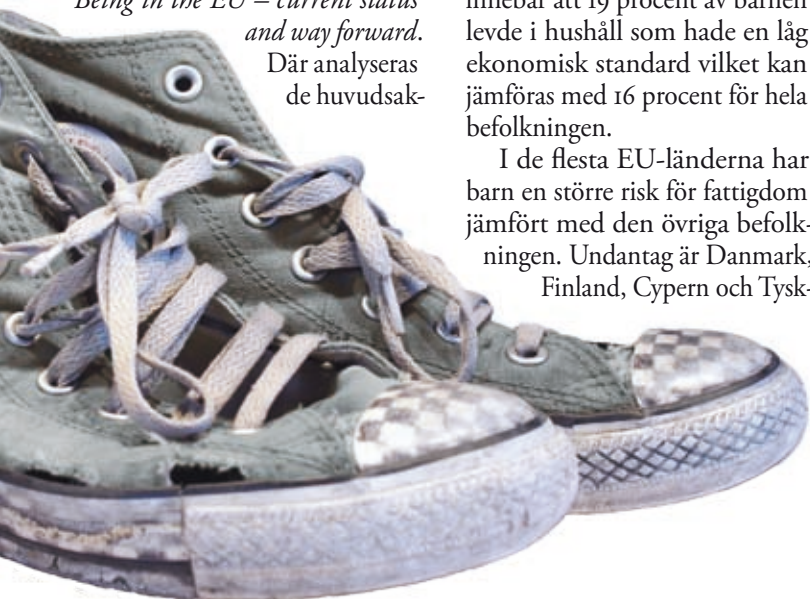 Being in the EU – current status
and way forward.
Där analyseras
de huvudsak-
innebar att 19 procent av barnen
levde i hushåll som hade en låg
ekonomisk standard vilket kan
jämföras med 16 procent för hela
befolkningen.
I de flesta EU-länderna har
barn en större risk för fattigdom
jämfört med den övriga befolk-
ningen. Undantag är Danmark,
Finland, Cypern och Tysk-